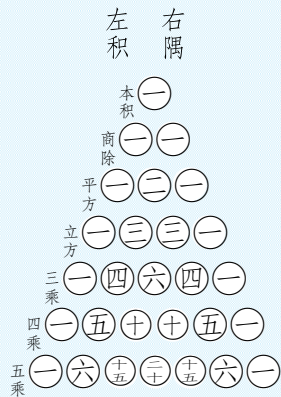 左积 右隅
本积 一
商除 一 一
平方 一 二 一
立方 一 三 三 一
三乘 一 四 六 四 一
四乘 一 五 十 十 五 一
五乘 一 六 十五 二十 十五 六 一